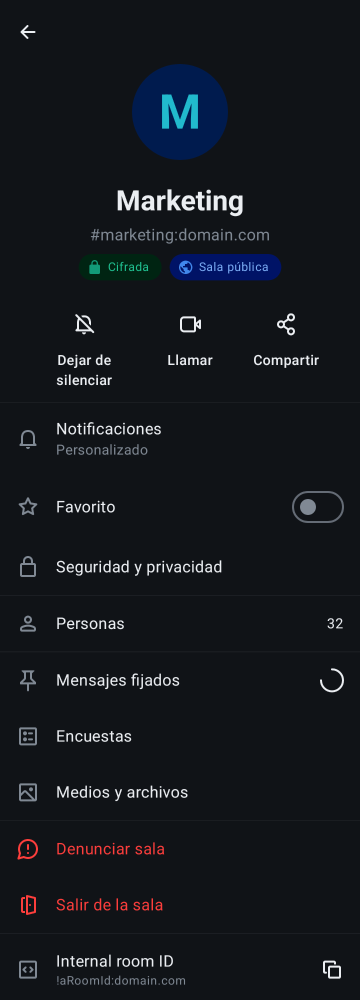 M
Marketing
#marketing:domain.com
Cifrada
Sala pública
Dejar de
silenciar
Llamar
Compartir
Notificaciones
Personalizado
Favorito
Seguridad y privacidad
Personas
32
Mensajes fijados
Encuestas
Medios y archivos
Denunciar sala
Salir de la sala
Internal room ID
!aRoomId:domain.com